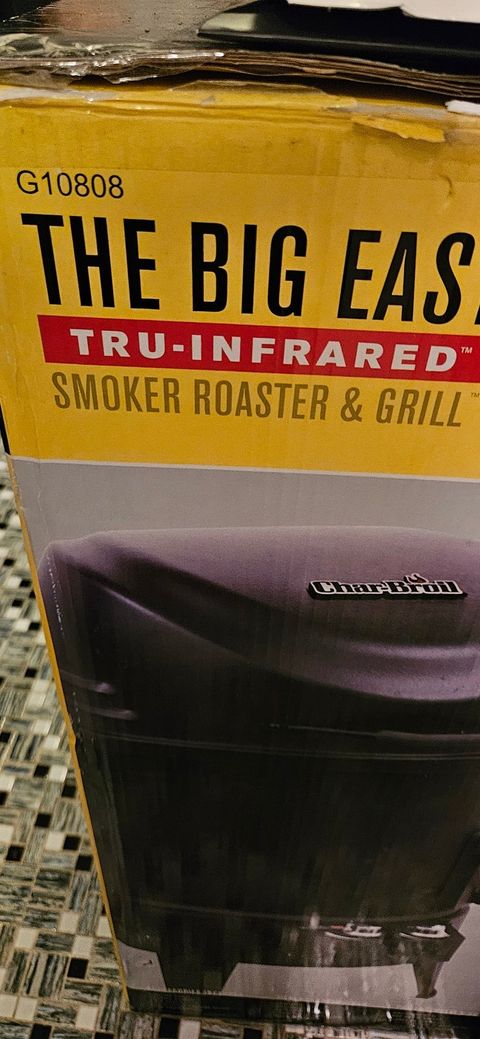 G10808
THE BIG EAS
TRU-INFRARED™
SMOKER ROASTER & GRILL™
Char-Broil